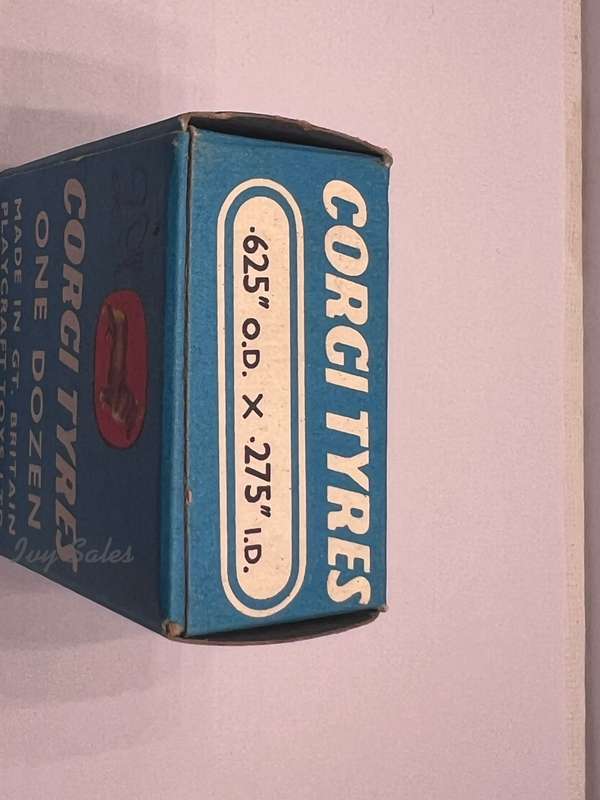 CORGI TYRES
.625" O.D. X .275" I.D.
CORGI TYRES
ONE DOZEN
MADE IN GT. BRITAIN
PLAYCRAFT TOYS LTD
Ivy Sales